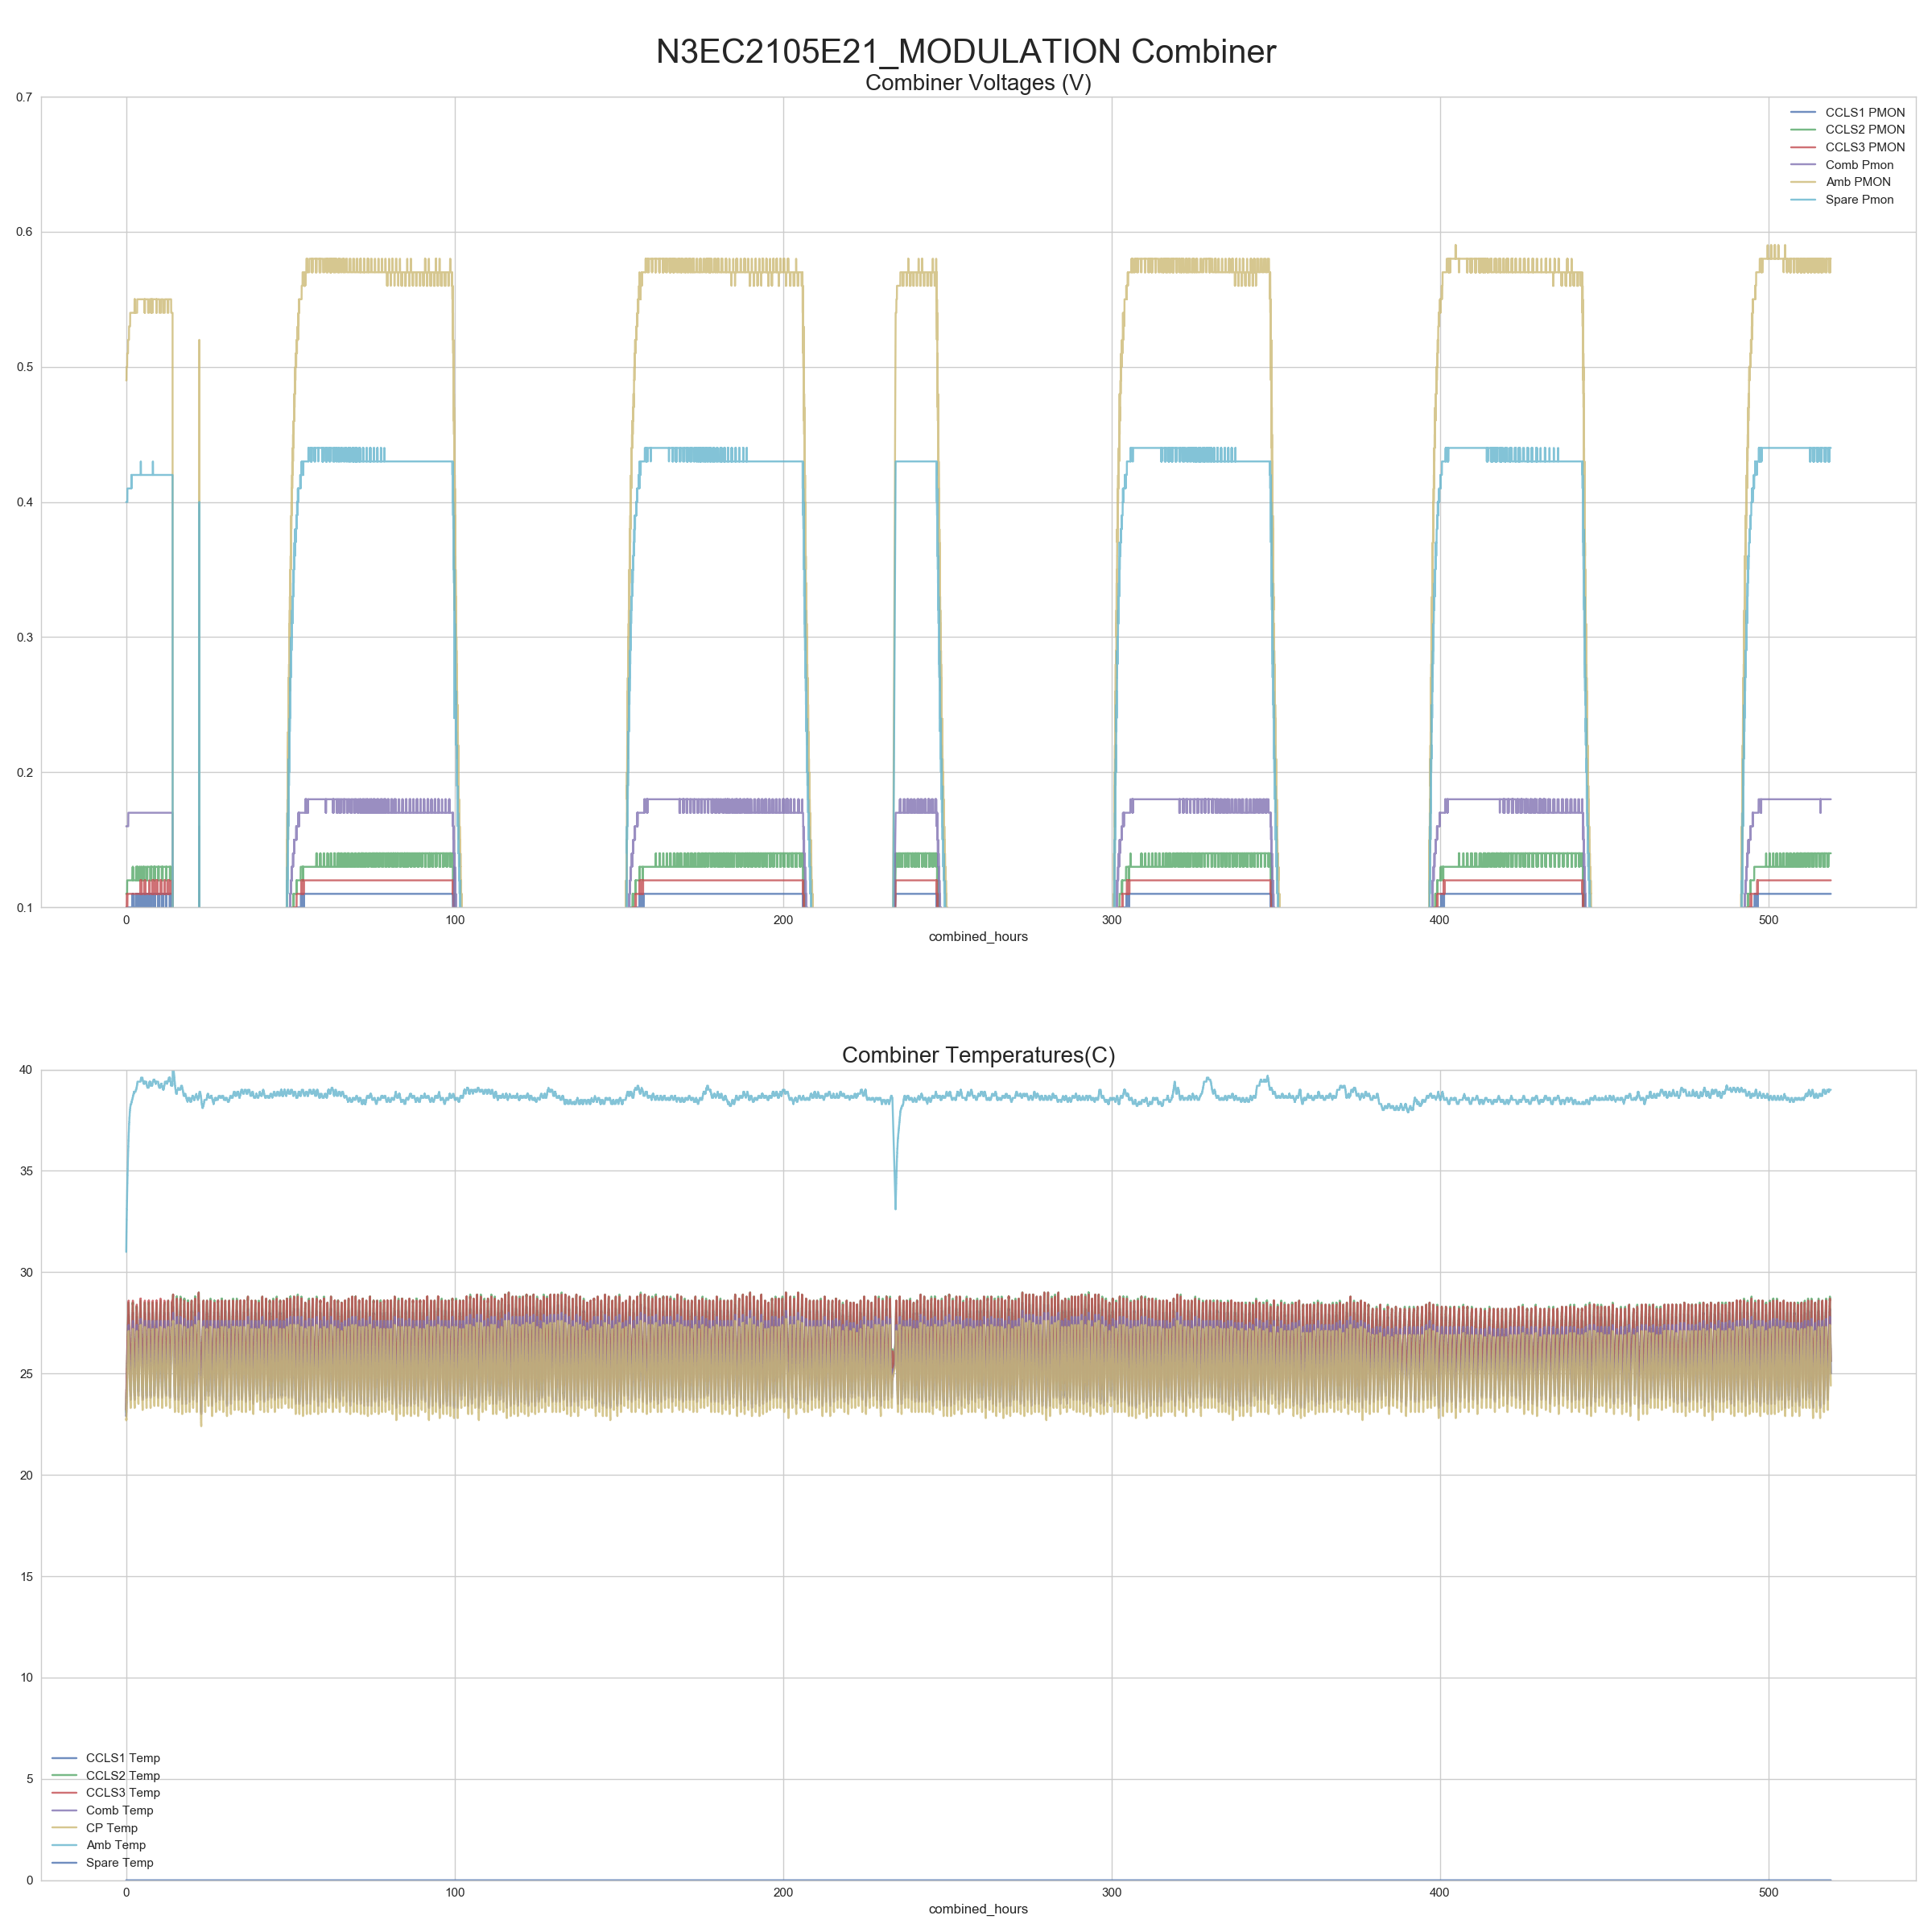 N3EC2105E21_MODULATION Combiner
Combiner Voltages (V)
0.7
0.6
0.5
0.4
0.3
0.2
0.1
CCLS1 PMON
CCLS2 PMON
CCLS3 PMON
Comb Pmon
Amb PMON
Spare Pmon
0 100 200 300 400 500
combined_hours
Combiner Temperatures(C)
40
35
30
25
20
15
10
5
0
CCLS1 Temp
CCLS2 Temp
CCLS3 Temp
Comb Temp
CP Temp
Amb Temp
Spare Temp
0 100 200 300 400 500
combined_hours